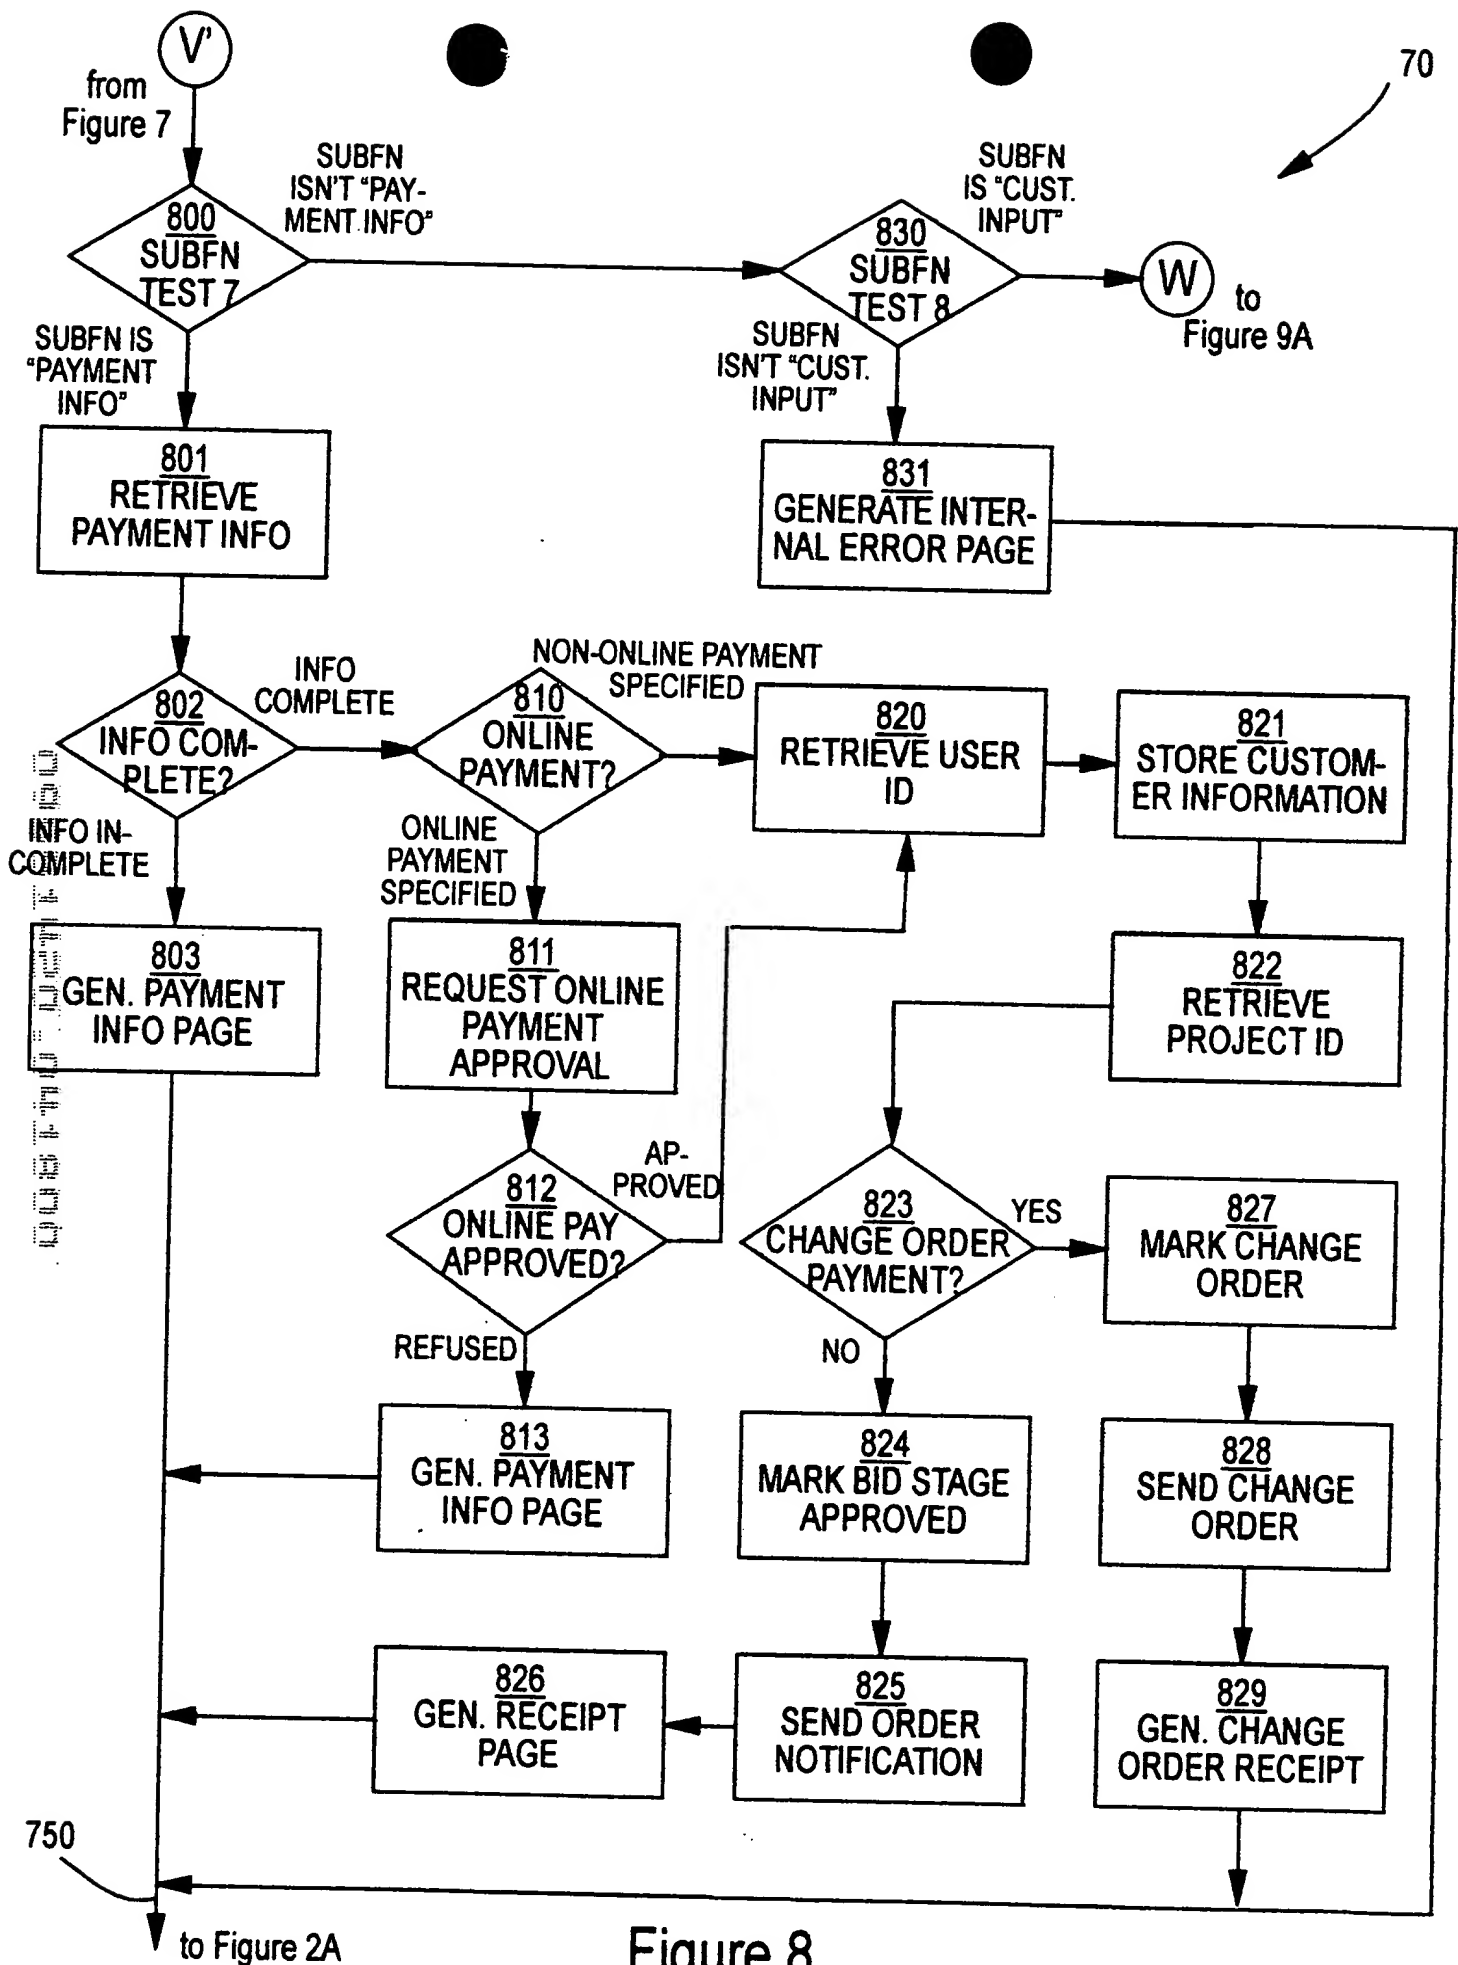 V'
from
Figure 7
70
SUBFN
ISN'T "PAY-
MENT INFO"
SUBFN
IS "CUST.
INPUT"
800
SUBFN
TEST 7
830
SUBFN
TEST 8
W
to
Figure 9A
SUBFN IS
"PAYMENT
INFO"
SUBFN
ISN'T "CUST.
INPUT"
801
RETRIEVE
PAYMENT INFO
831
GENERATE INTER-
NAL ERROR PAGE
INFO
COMPLETE
NON-ONLINE PAYMENT
SPECIFIED
802
INFO COM-
PLETE?
810
ONLINE
PAYMENT?
820
RETRIEVE USER
ID
821
STORE CUSTOM-
ER INFORMATION
INFO IN-
COMPLETE
ONLINE
PAYMENT
SPECIFIED
803
GEN. PAYMENT
INFO PAGE
811
REQUEST ONLINE
PAYMENT
APPROVAL
822
RETRIEVE
PROJECT ID
AP-
PROVED
812
ONLINE PAY
APPROVED?
823
CHANGE ORDER
PAYMENT?
YES
827
MARK CHANGE
ORDER
REFUSED
NO
813
GEN. PAYMENT
INFO PAGE
824
MARK BID STAGE
APPROVED
828
SEND CHANGE
ORDER
826
GEN. RECEIPT
PAGE
825
SEND ORDER
NOTIFICATION
829
GEN. CHANGE
ORDER RECEIPT
750
to Figure 2A
Figure 8